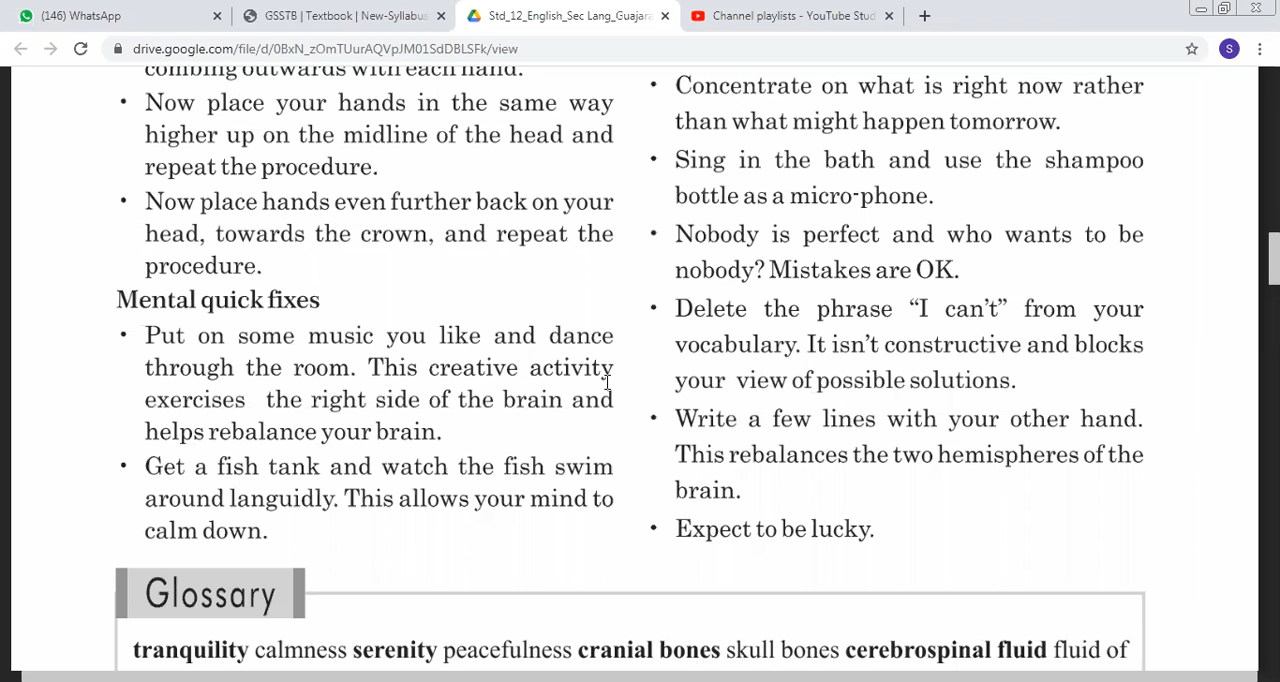 (146) WhatsApp
GSSTB | Textbook | New-Syllabus
Std_12_English_Sec Lang_Guajara
Channel playlists - YouTube Stud
drive.google.com/file/d/0BxN_zOmTUurAQVpJM01SdDBLSFk/view
S
combing outwards with each hand.
• Now place your hands in the same way
higher up on the midline of the head and
repeat the procedure.
• Now place hands even further back on your
head, towards the crown, and repeat the
procedure.
Mental quick fixes
• Put on some music you like and dance
through the room. This creative activity
exercises the right side of the brain and
helps rebalance your brain.
• Get a fish tank and watch the fish swim
around languidly. This allows your mind to
calm down.
• Concentrate on what is right now rather
than what might happen tomorrow.
• Sing in the bath and use the shampoo
bottle as a micro-phone.
• Nobody is perfect and who wants to be
nobody? Mistakes are OK.
• Delete the phrase “I can’t” from your
vocabulary. It isn’t constructive and blocks
your view of possible solutions.
• Write a few lines with your other hand.
This rebalances the two hemispheres of the
brain.
• Expect to be lucky.
Glossary
tranquility calmness serenity peacefulness cranial bones skull bones cerebrospinal fluid fluid of